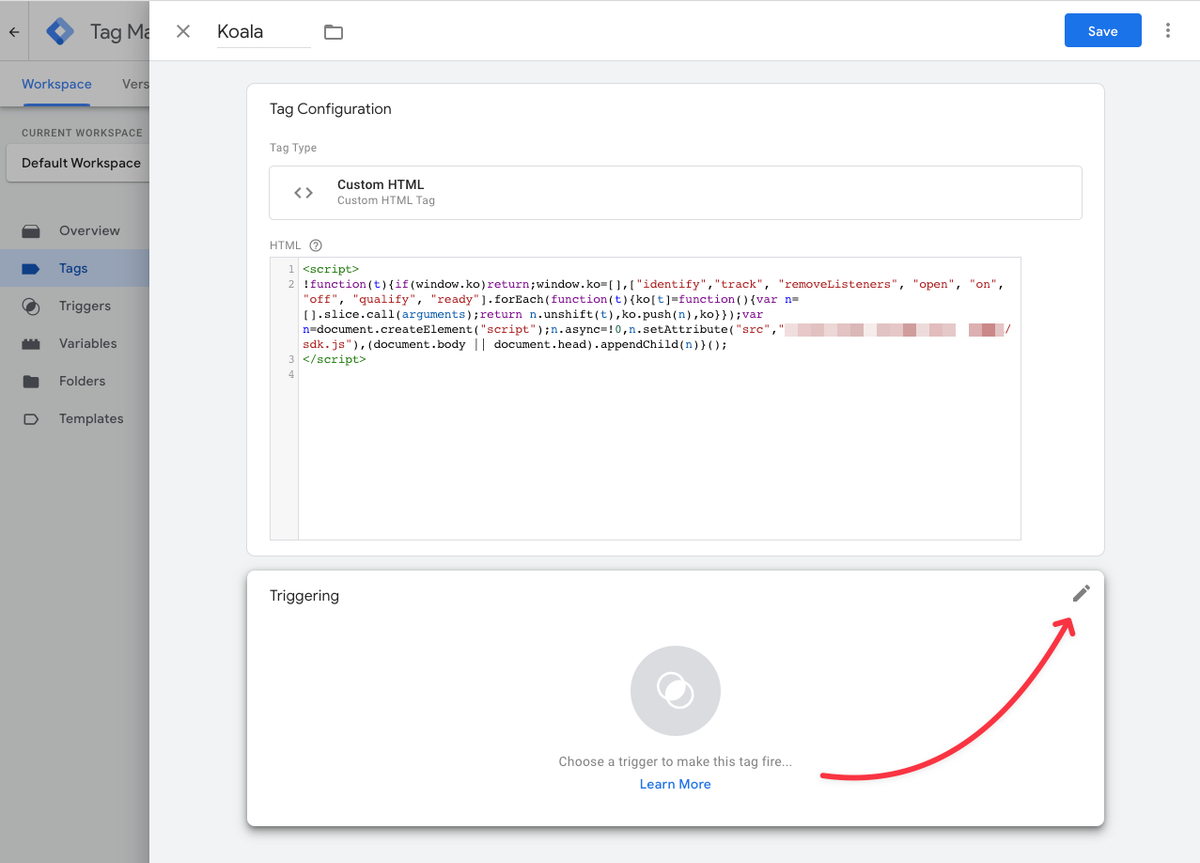 Tag Ma
Koala
Save
Workspace
Vers
CURRENT WORKSPACE
Default Workspace
Overview
Tags
Triggers
Variables
Folders
Templates
Tag Configuration
Tag Type
Custom HTML
Custom HTML Tag
HTML ?
1 <script>
2 !function(t){if(window.ko)return;window.ko=[],["identify","track", "removeListeners", "open", "on",
"off", "qualify", "ready"].forEach(function(t){ko[t]=function(){var n=
[].slice.call(arguments);return n.unshift(t),ko.push(n),ko}});var
n=document.createElement("script");n.async=!0,n.setAttribute("src","/
sdk.js"),(document.body || document.head).appendChild(n)}();
3 </script>
4
Triggering
Choose a trigger to make this tag fire...
Learn More